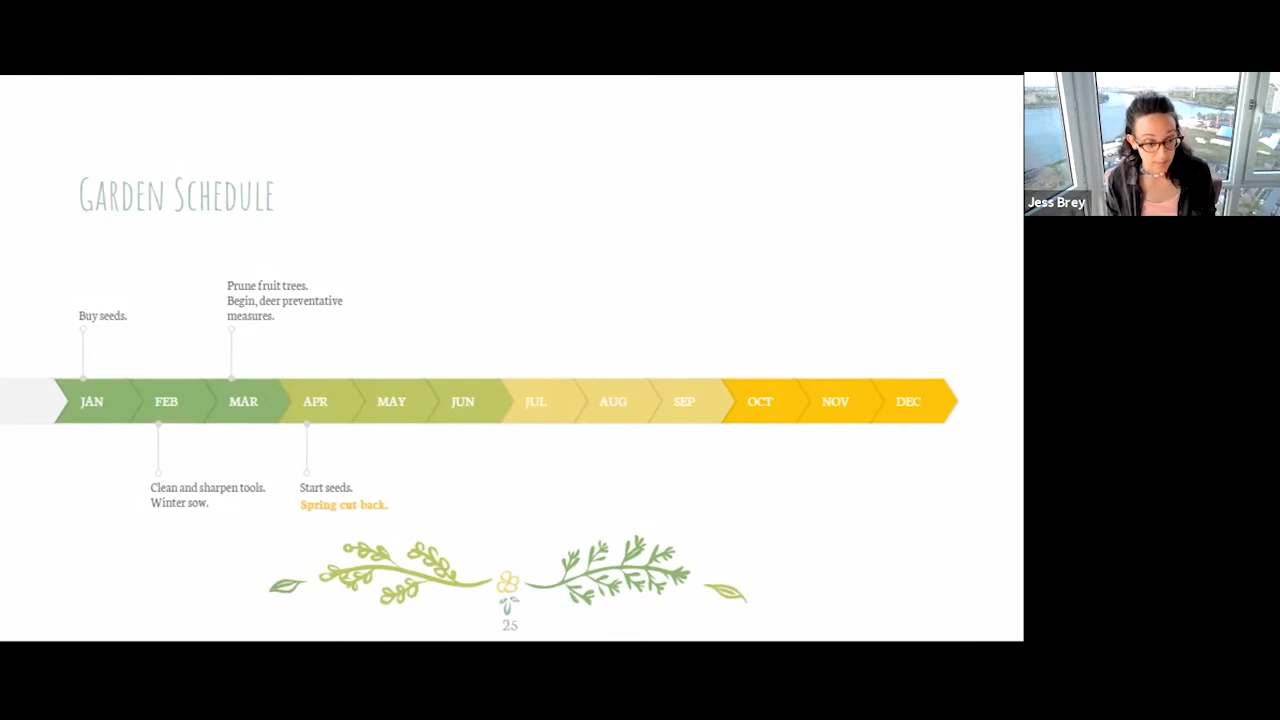 GARDEN SCHEDULE
Jess Brey
Prune fruit trees.
Begin, deer preventative
measures.
Buy seeds.
JAN FEB MAR APR MAY JUN JUL AUG SEP OCT NOV DEC
Clean and sharpen tools.
Winter sow.
Start seeds.
Spring cut back.
25